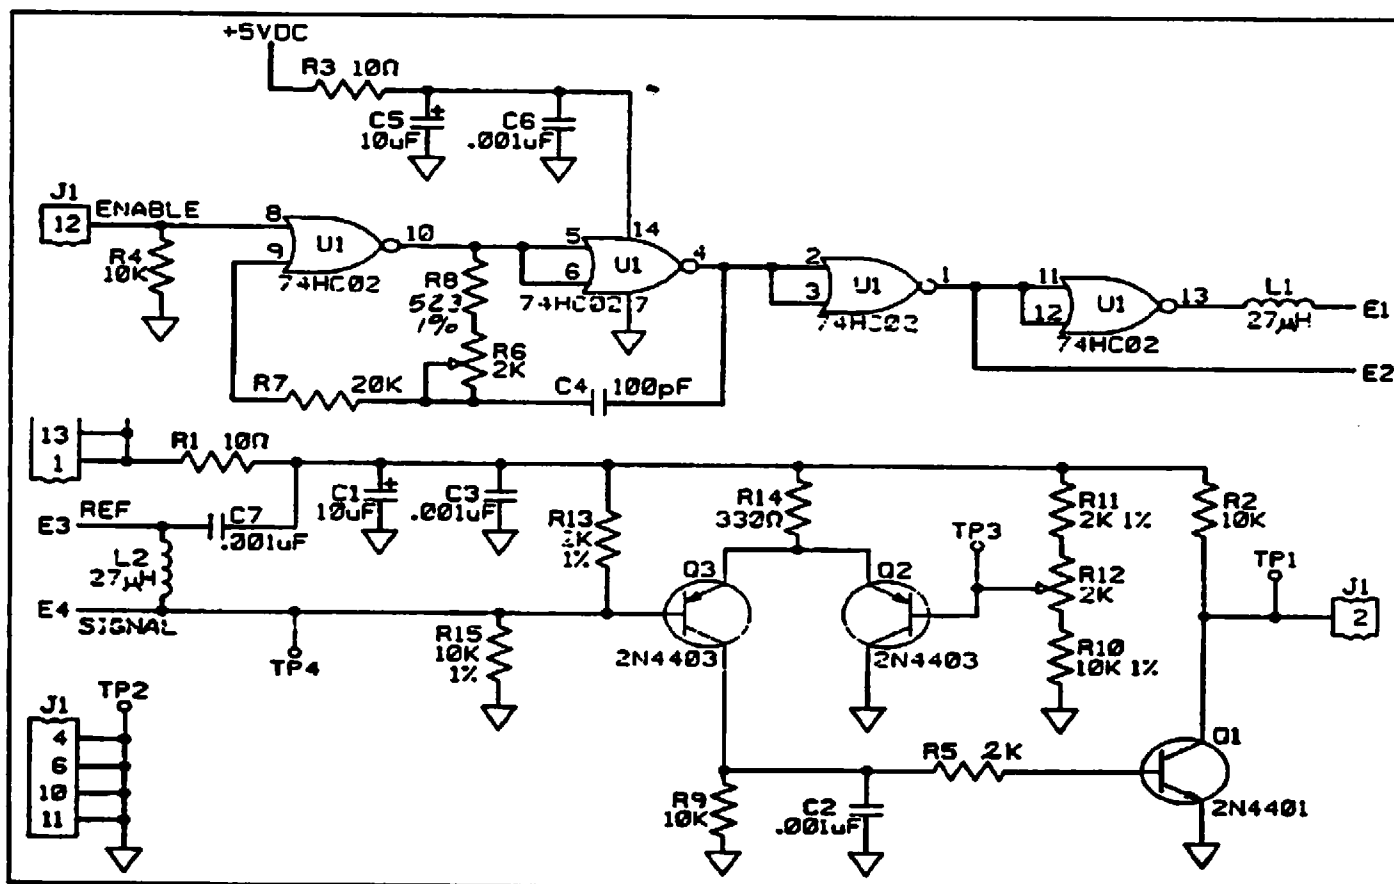 +5VDC
R3 10Ω
C5
10uF
+
C6
.001uF
J1
12
ENABLE
R4
10K
8
9
U1
10
74HC02
R8
523
1%
R6
2K
R7 20K
C4 100pF
5
6
U1
14
4
7
74HC02
2
3
U1
1
74HC02
11
12
U1
13
74HC02
L1
27μH
E1
E2
13
1
R1 10Ω
E3
REF
C7
.001uF
L2
27μH
E4
SIGNAL
TP4
C1
10uF
+
C3
.001uF
R13
1%
R15
10K
1%
R14
330Ω
Q3
2N4403
Q2
2N4403
TP3
R11
2K 1%
R12
2K
R10
10K 1%
R2
10K
TP1
J1
2
J1
TP2
4
6
10
11
R9
10K
C2
.001uF
R5 2K
Q1
2N4401